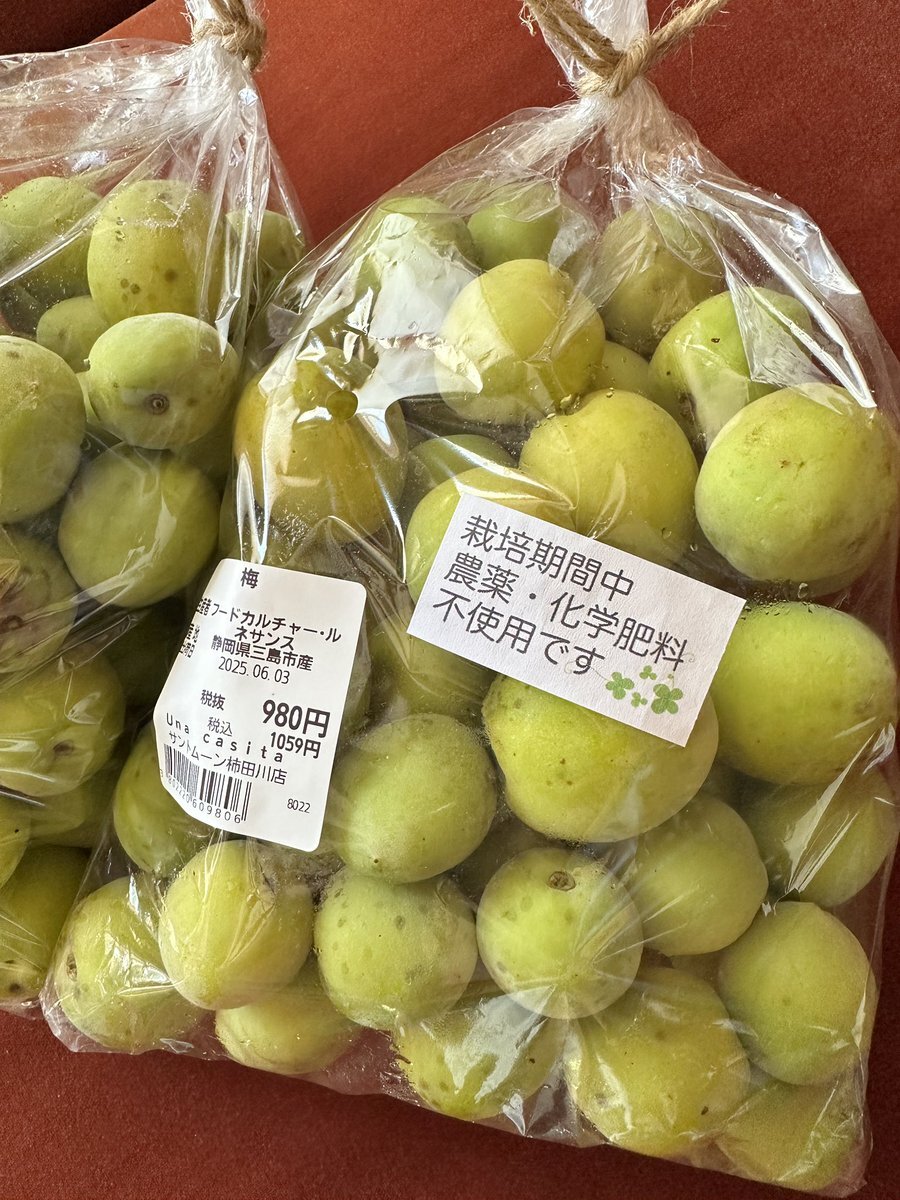 梅
フードカルチャー・ル
ネサンス
静岡県三島市産
2025.06.03
税抜 980円
税込 1059円
Una casita
サントムーン柿田川店
8022
栽培期間中
農薬・化学肥料
不使用です